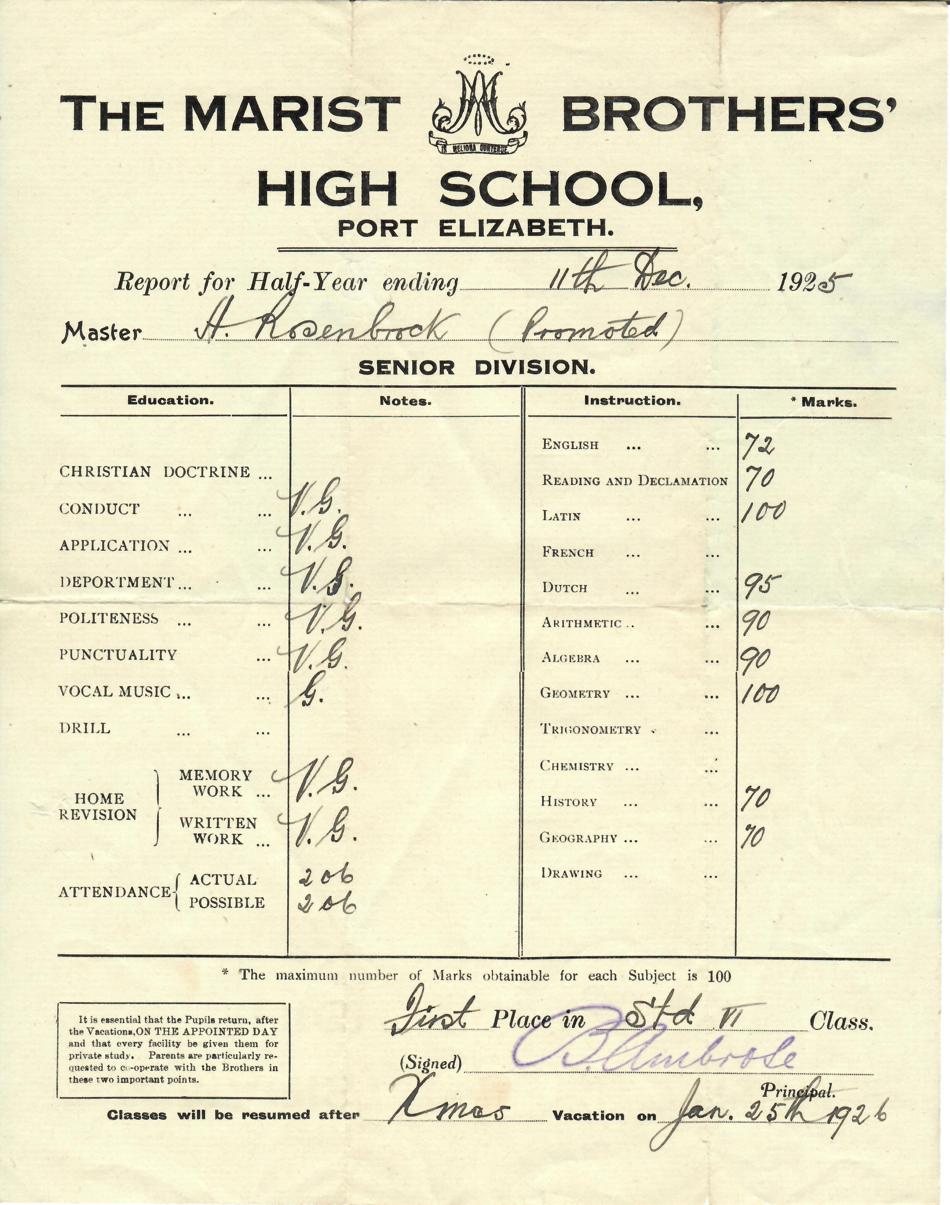 THE MARIST BROTHERS'
IS MELIORA CONTENDE
HIGH SCHOOL,
PORT ELIZABETH.
Report for Half-Year ending 11th Dec. 1925
Master A. Rosenbrock (Promoted)
SENIOR DIVISION.
Education. Notes. Instruction. * Marks.
CHRISTIAN DOCTRINE ...
CONDUCT ... ... V.G.
APPLICATION ... ... V.G.
DEPORTMENT ... ... V.G.
POLITENESS ... ... V.G.
PUNCTUALITY ... V.G.
VOCAL MUSIC ... ... G.
DRILL ... ...
HOME REVISION
MEMORY WORK ... V.G.
WRITTEN WORK ... V.G.
ATTENDANCE
ACTUAL 206
POSSIBLE 206
ENGLISH ... ... 72
READING AND DECLAMATION 70
LATIN ... ... 100
FRENCH ... ...
DUTCH ... ... 95
ARITHMETIC .. ... 90
ALGEBRA ... ... 90
GEOMETRY ... ... 100
TRIGONOMETRY . ...
CHEMISTRY ... ...
HISTORY ... ... 70
GEOGRAPHY ... ... 70
DRAWING ... ...
* The maximum number of Marks obtainable for each Subject is 100
It is essential that the Pupils return, after
the Vacations, ON THE APPOINTED DAY
and that every facility be given them for
private study. Parents are particularly re-
quested to co-operate with the Brothers in
these two important points.
First Place in Std VI Class.
(Signed) B. Ambrose
Principal.
Classes will be resumed after Xmas Vacation on Jan. 25th 1926